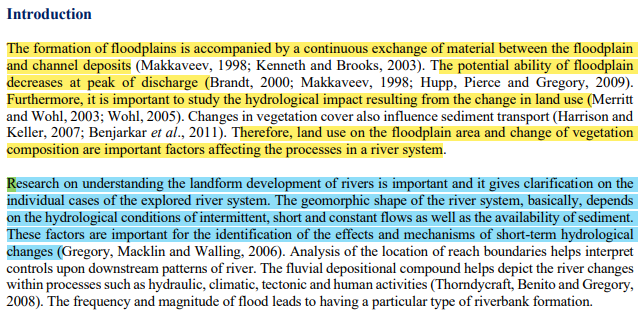 Introduction
The formation of floodplains is accompanied by a continuous exchange of material between the floodplain
and channel deposits (Makkaveev, 1998; Kenneth and Brooks, 2003). The potential ability of floodplain
decreases at peak of discharge (Brandt, 2000; Makkaveev, 1998; Hupp, Pierce and Gregory, 2009).
Furthermore, it is important to study the hydrological impact resulting from the change in land use (Merritt
and Wohl, 2003; Wohl, 2005). Changes in vegetation cover also influence sediment transport (Harrison and
Keller, 2007; Benjarkar et al., 2011). Therefore, land use on the floodplain area and change of vegetation
composition are important factors affecting the processes in a river system.
Research on understanding the landform development of rivers is important and it gives clarification on the
individual cases of the explored river system. The geomorphic shape of the river system, basically, depends
on the hydrological conditions of intermittent, short and constant flows as well as the availability of sediment.
These factors are important for the identification of the effects and mechanisms of short-term hydrological
changes (Gregory, Macklin and Walling, 2006). Analysis of the location of reach boundaries helps interpret
controls upon downstream patterns of river. The fluvial depositional compound helps depict the river changes
within processes such as hydraulic, climatic, tectonic and human activities (Thorndycraft, Benito and Gregory,
2008). The frequency and magnitude of flood leads to having a particular type of riverbank formation.